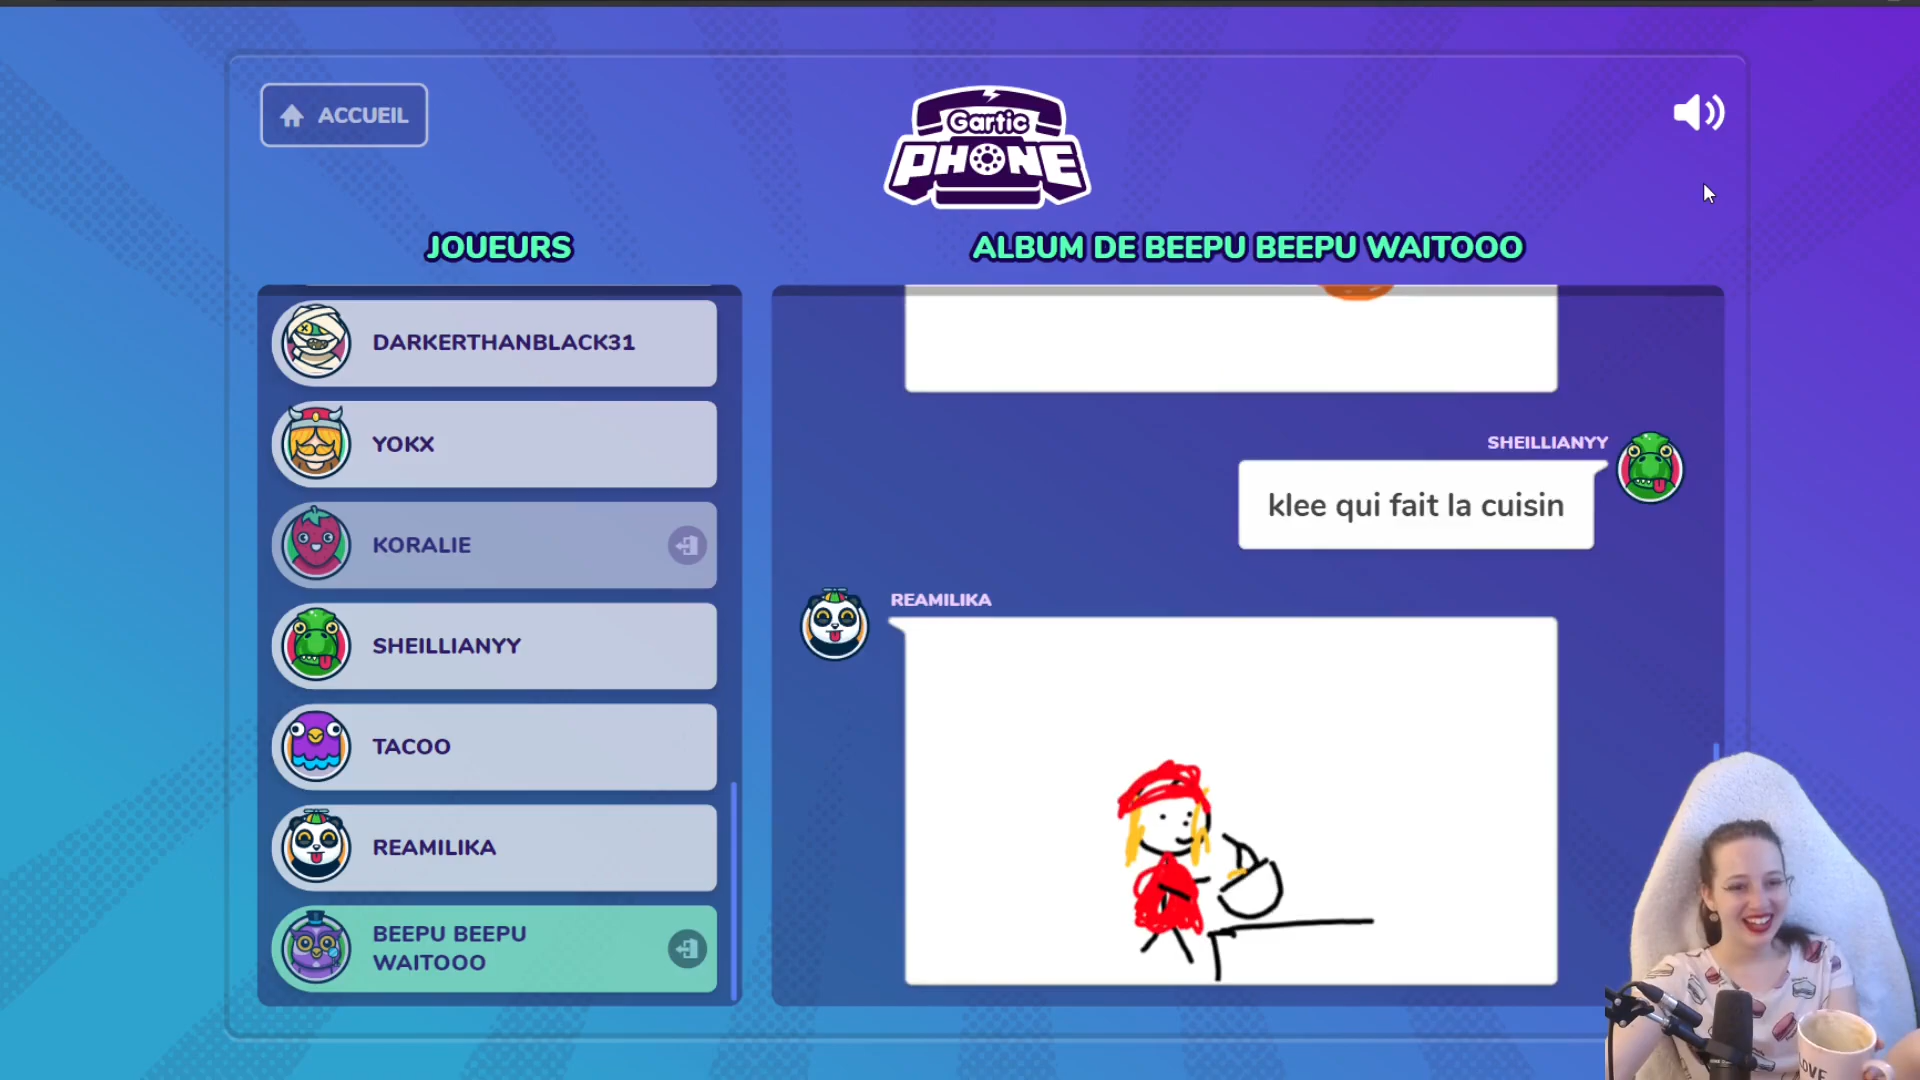 ACCUEIL
Gartic
PHONE
JOUEURS
ALBUM DE BEEPU BEEPU WAITOOO
DARKERTHANBLACK31
YOKX
KORALIE
SHEILLIANYY
TACOO
REAMILIKA
BEEPU BEEPU
WAITOOO
SHEILLIANYY
klee qui fait la cuisin
REAMILIKA
LOVE